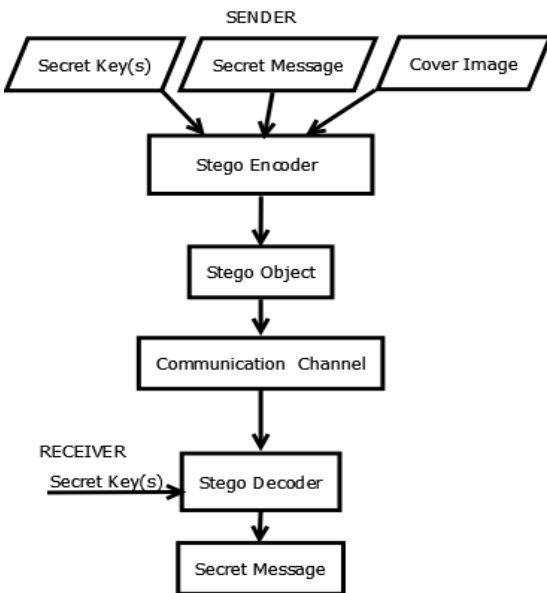 SENDER
Secret Key(s)
Secret Message
Cover Image
Stego Encoder
Stego Object
Communication Channel
RECEIVER
Secret Key(s)
Stego Decoder
Secret Message